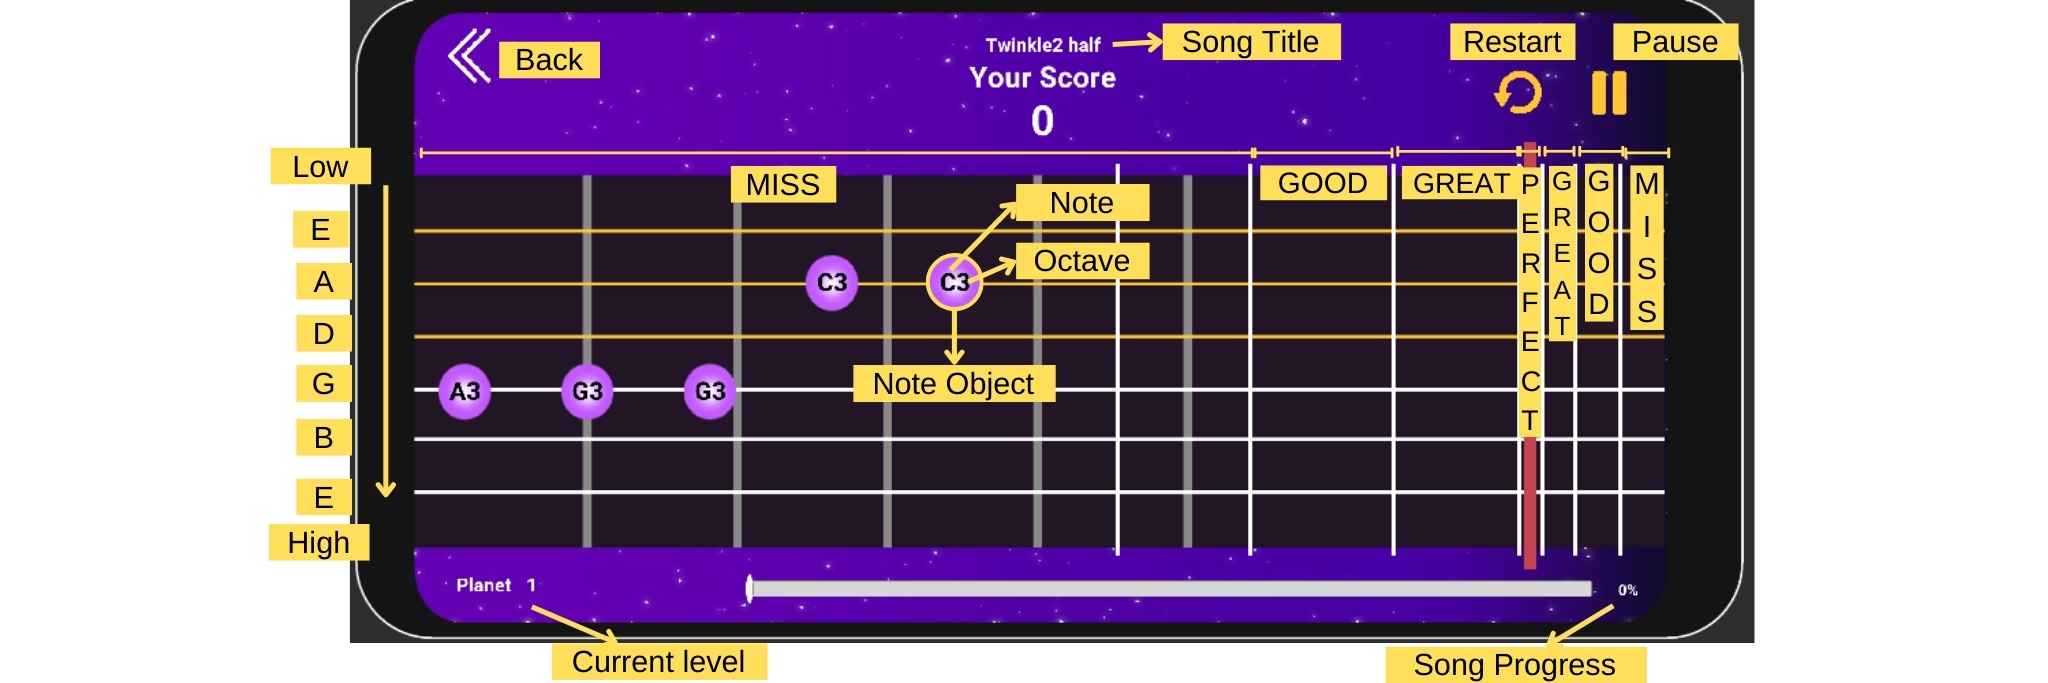 Back
Twinkle2 half
Song Title
Your Score
0
Restart
Pause
Low
E
A
D
G
B
E
High
MISS
GOOD
GREAT
PERFECT
GREAT
GOOD
MISS
Note
Octave
C3
C3
Note Object
A3
G3
G3
Planet 1
0%
Current level
Song Progress